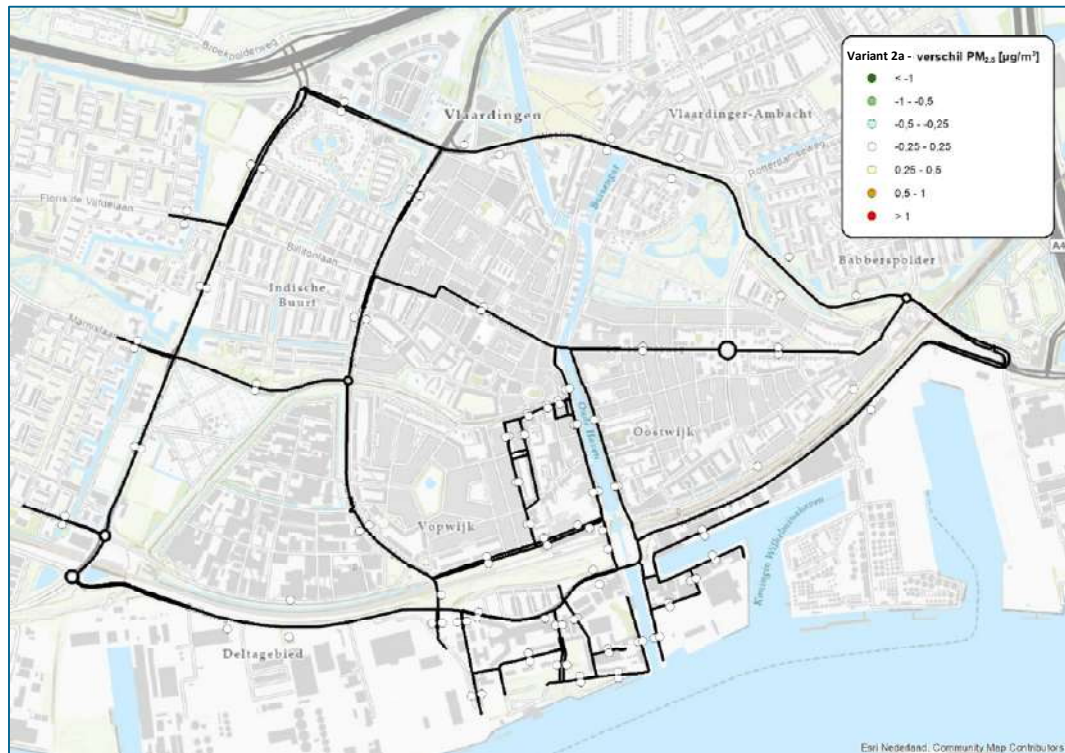 Broekpolderweg
Variant 2a - verschil PM2.5 [µg/m³]
< -1
-1 - -0,5
-0,5 - -0,25
-0,25 - 0,25
0,25 - 0,5
0,5 - 1
> 1
Vlaardingen
Vlaardinger-Ambacht
Rotterdamseweg
Floris de Vijfdelaan
Billitonlaan
A4
Babberspolder
Indische
Buurt
Marnixlaan
Oude Haven
Oostwijk
Vopwijk
Koningin Wilhelminahaven
Deltagebied
Esri Nederland, Community Map Contributors